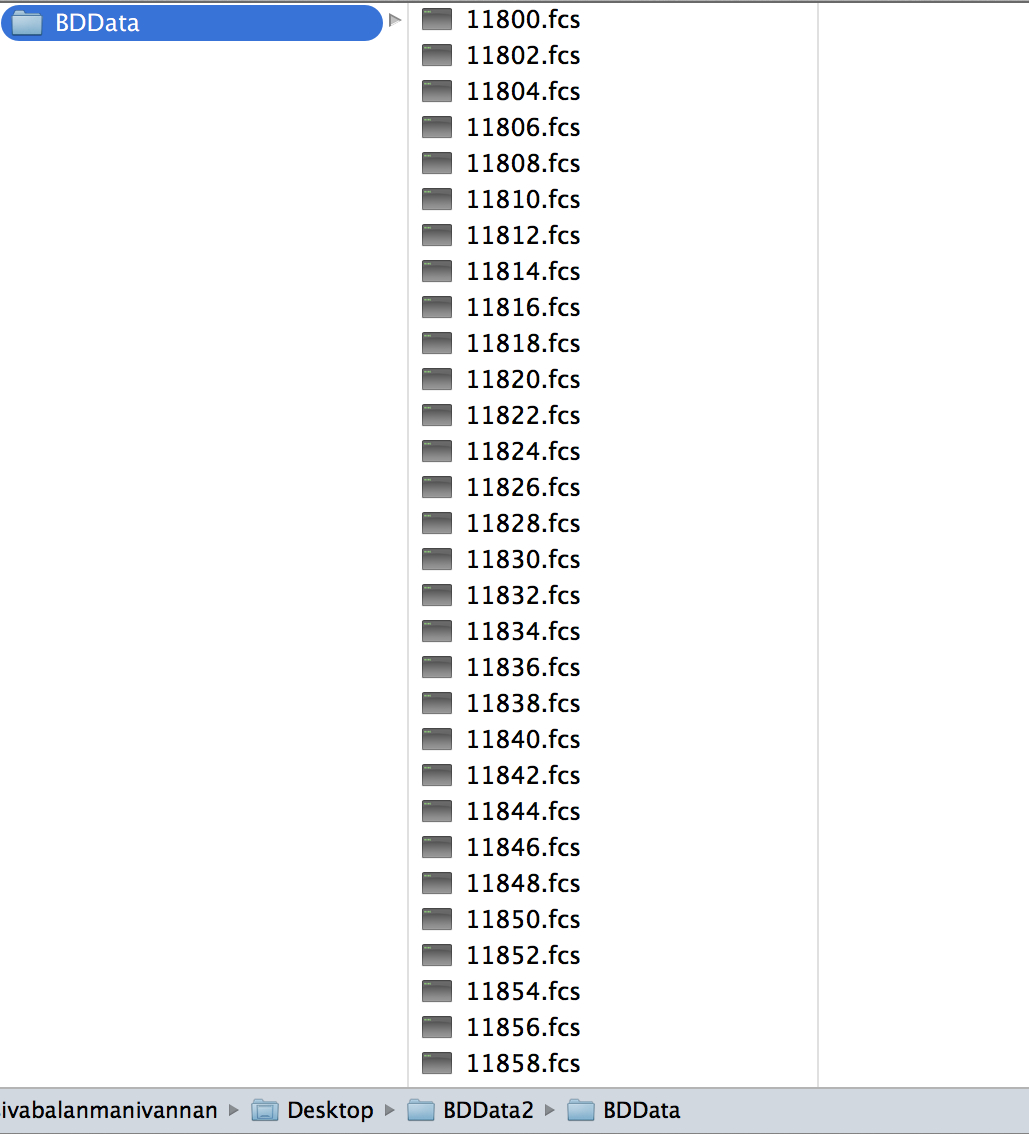 BDData
11800.fcs
11802.fcs
11804.fcs
11806.fcs
11808.fcs
11810.fcs
11812.fcs
11814.fcs
11816.fcs
11818.fcs
11820.fcs
11822.fcs
11824.fcs
11826.fcs
11828.fcs
11830.fcs
11832.fcs
11834.fcs
11836.fcs
11838.fcs
11840.fcs
11842.fcs
11844.fcs
11846.fcs
11848.fcs
11850.fcs
11852.fcs
11854.fcs
11856.fcs
11858.fcs
ivabalanmanivannan Desktop BDData2 BDData